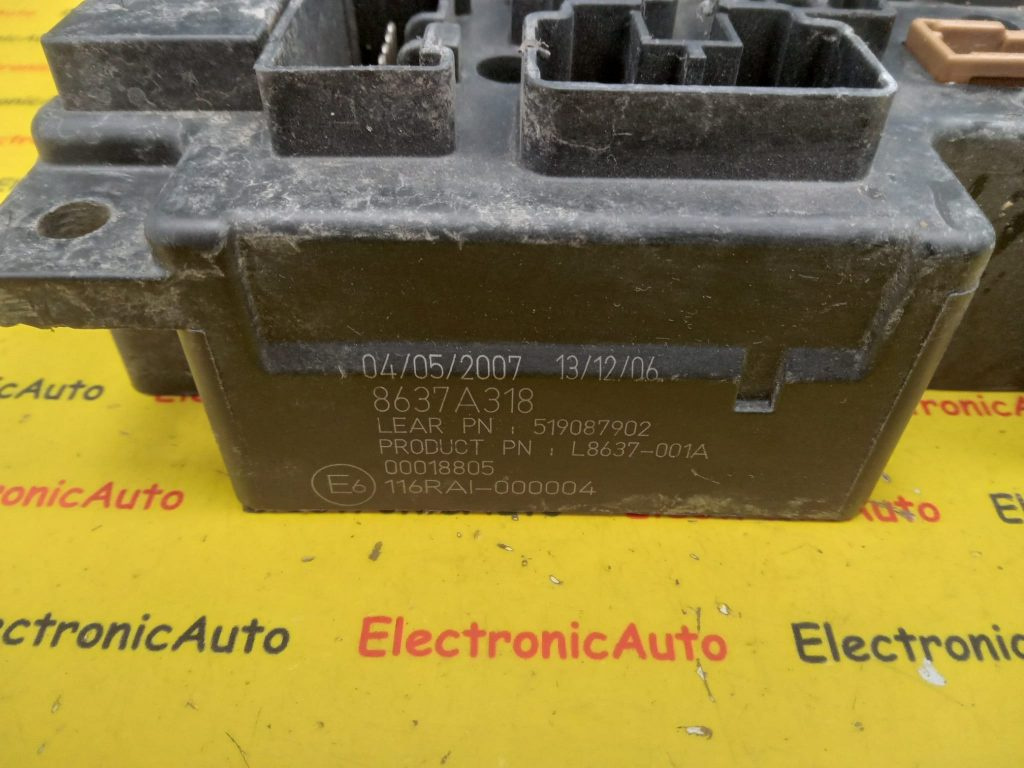 04/05/2007 13/12/06
8637A318
LEAR PN : 519087902
PRODUCT PN : L8637-001A
00018805
E6 116RAI-000004
Auto
ElectronicAuto ElectronicAuto ElectronicAuto